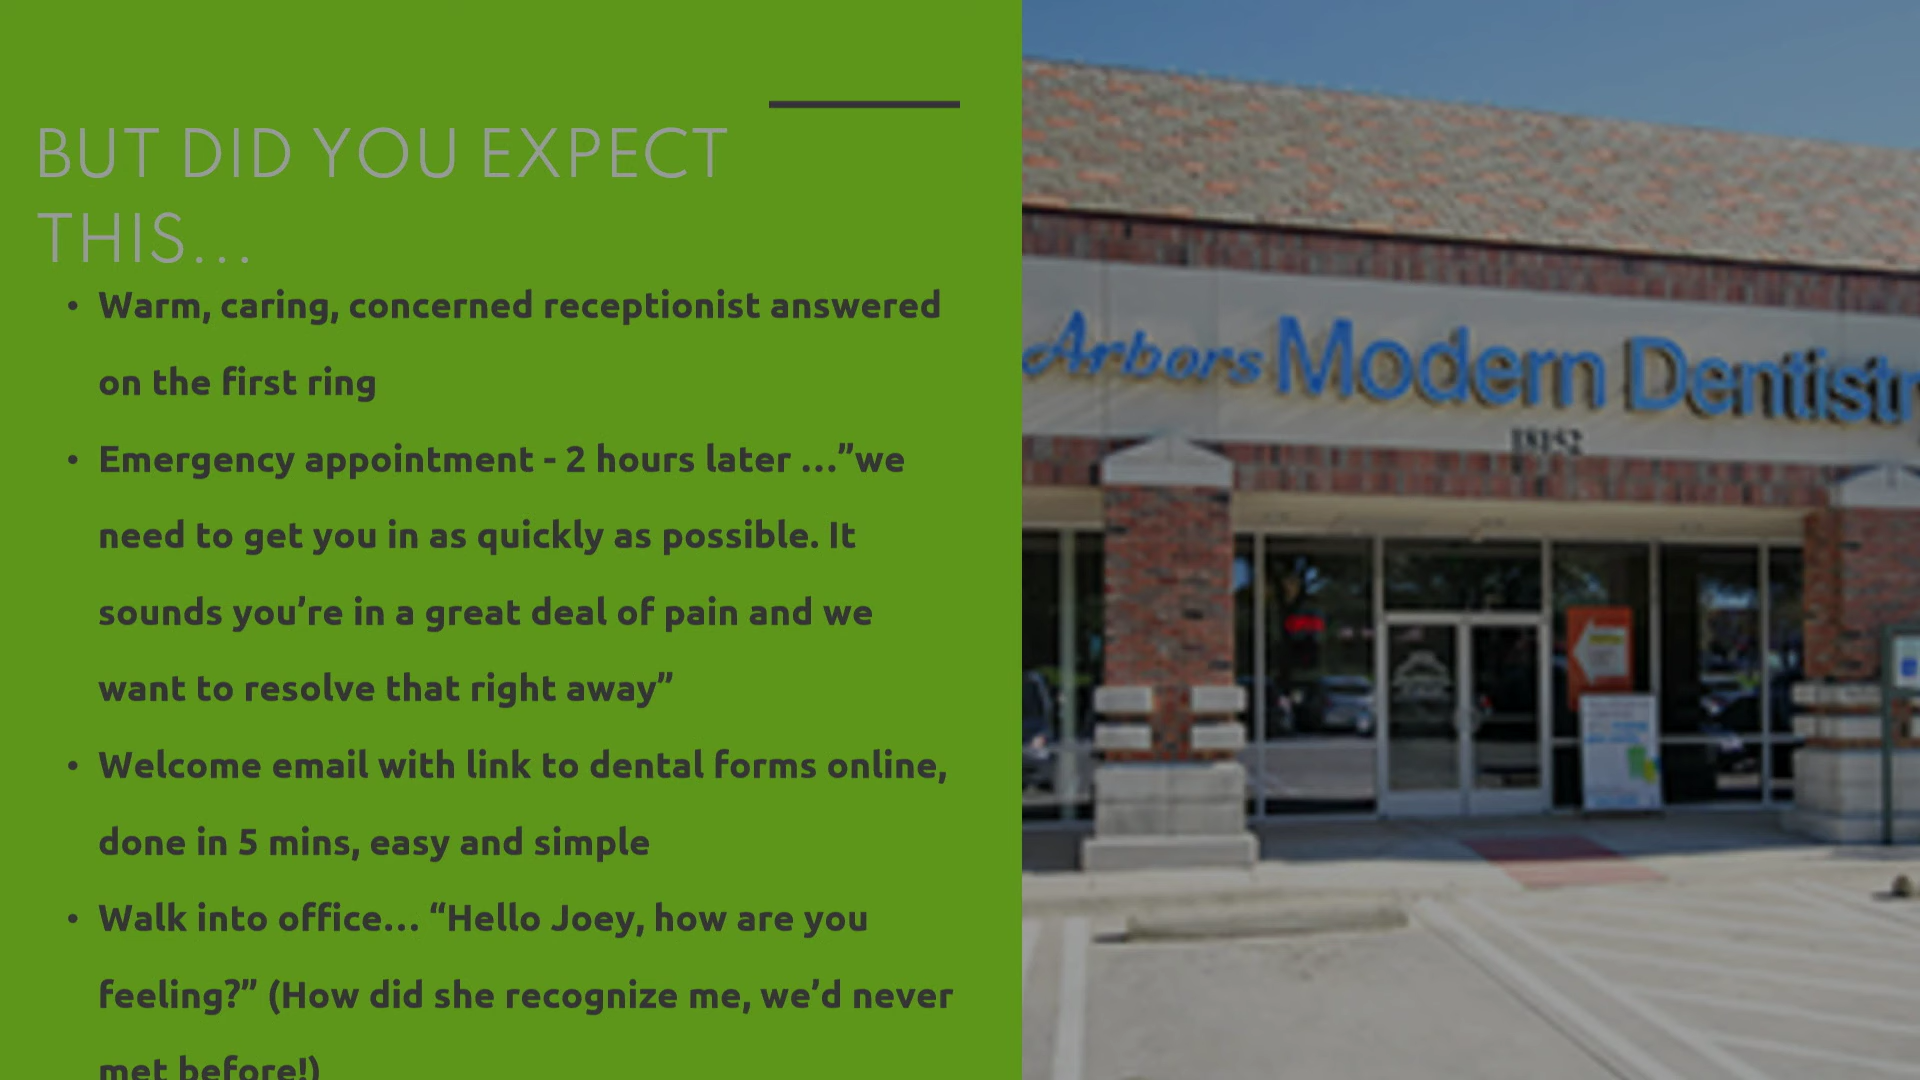 BUT DID YOU EXPECT
THIS...
• Warm, caring, concerned receptionist answered
on the first ring
• Emergency appointment - 2 hours later ...”we
need to get you in as quickly as possible. It
sounds you’re in a great deal of pain and we
want to resolve that right away”
• Welcome email with link to dental forms online,
done in 5 mins, easy and simple
• Walk into office... “Hello Joey, how are you
feeling?” (How did she recognize me, we’d never
met before!)
Arbors Modern Dentistr
18152